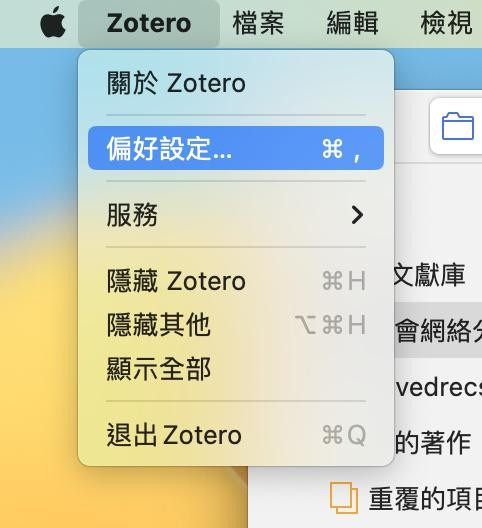 Zotero 檔案 編輯 檢視
關於 Zotero
偏好設定... ⌘ ,
服務
隱藏 Zotero ⌘H
文獻庫
隱藏其他 ⌥⌘H
會網絡分
顯示全部
vedrecs
退出 Zotero ⌘Q
的著作
重覆的項目